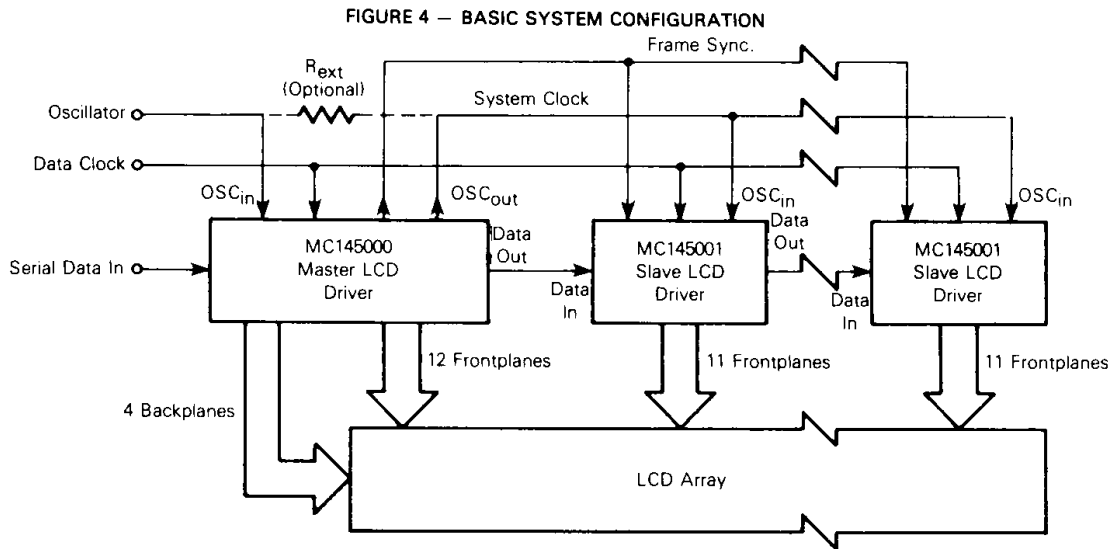 FIGURE 4 — BASIC SYSTEM CONFIGURATION
Frame Sync.
Rext
(Optional)
System Clock
Oscillator
Data Clock
OSCin
OSCout
OSCin
OSCin
Serial Data In
MC145000
Master LCD
Driver
Data
Out
Data
In
MC145001
Slave LCD
Driver
Data
Out
Data
In
MC145001
Slave LCD
Driver
4 Backplanes
12 Frontplanes
11 Frontplanes
11 Frontplanes
LCD Array